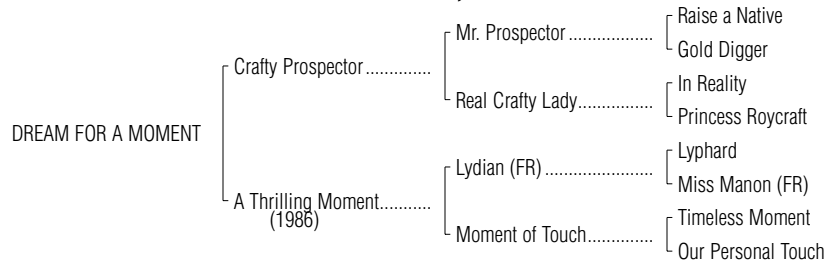 Raise a Native
Mr. Prospector ..................
Gold Digger
Crafty Prospector ..............
In Reality
Real Crafty Lady ................
Princess Roycraft
DREAM FOR A MOMENT
Lyphard
Lydian (FR) .......................
Miss Manon (FR)
A Thrilling Moment ...........
(1986)
Timeless Moment
Moment of Touch ..............
Our Personal Touch